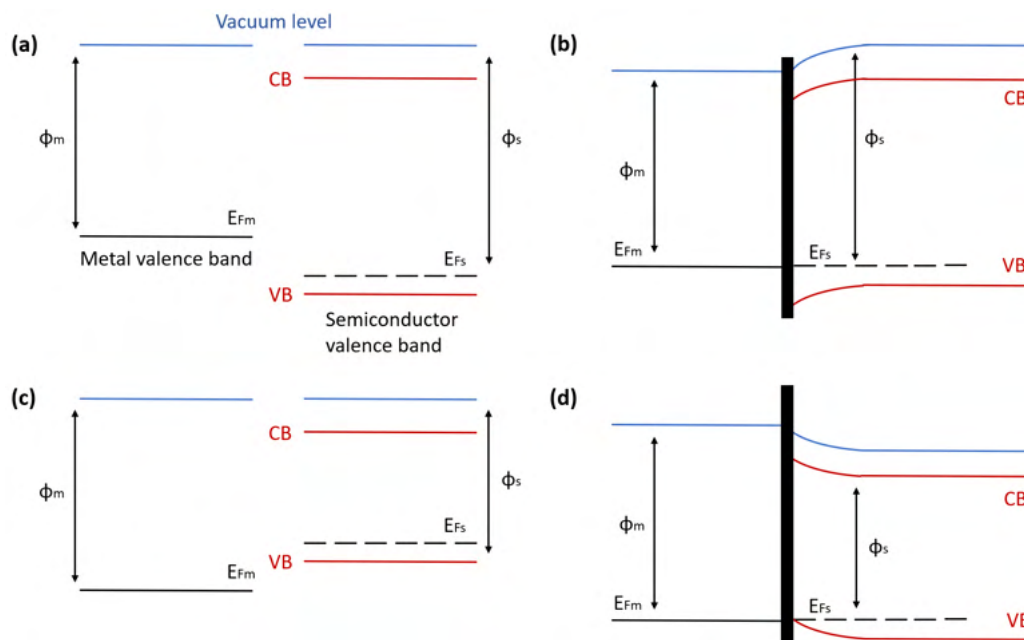 Vacuum level
(a)
CB
ϕm
ϕs
EFm
Metal valence band
EFs
VB
Semiconductor
valence band
(b)
CB
ϕs
ϕm
EFm
EFs
VB
(c)
CB
ϕm
ϕs
EFs
VB
EFm
(d)
CB
ϕm
ϕs
EFm
EFs
VB